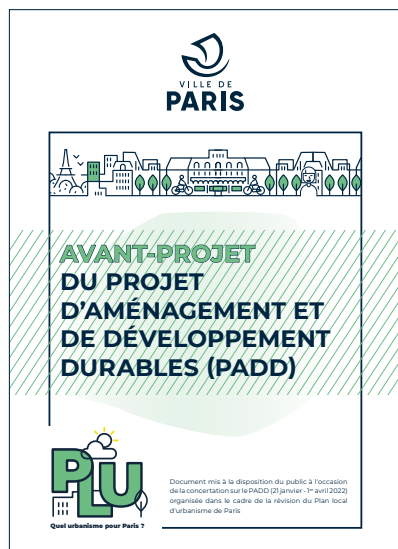 VILLE DE
PARIS
AVANT-PROJET
DU PROJET
D'AMÉNAGEMENT ET
DE DÉVELOPPEMENT
DURABLES (PADD)
PLU
Quel urbanisme pour Paris ?
Document mis à la disposition du public à l'occasion
de la concertation sur le PADD (21 janvier - 1er avril 2022)
organisée dans le cadre de la révision du Plan local
d'urbanisme de Paris